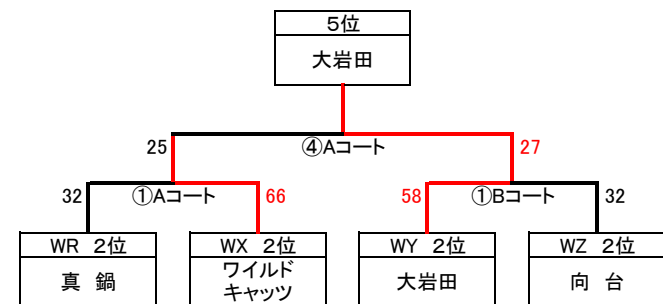 5位
大岩田
25 ④Aコート 27
32 ①Aコート 66 58 ①Bコート 32
WR 2位 WX 2位 WY 2位 WZ 2位
真 鍋 ワイルド
キャッツ 大岩田 向 台